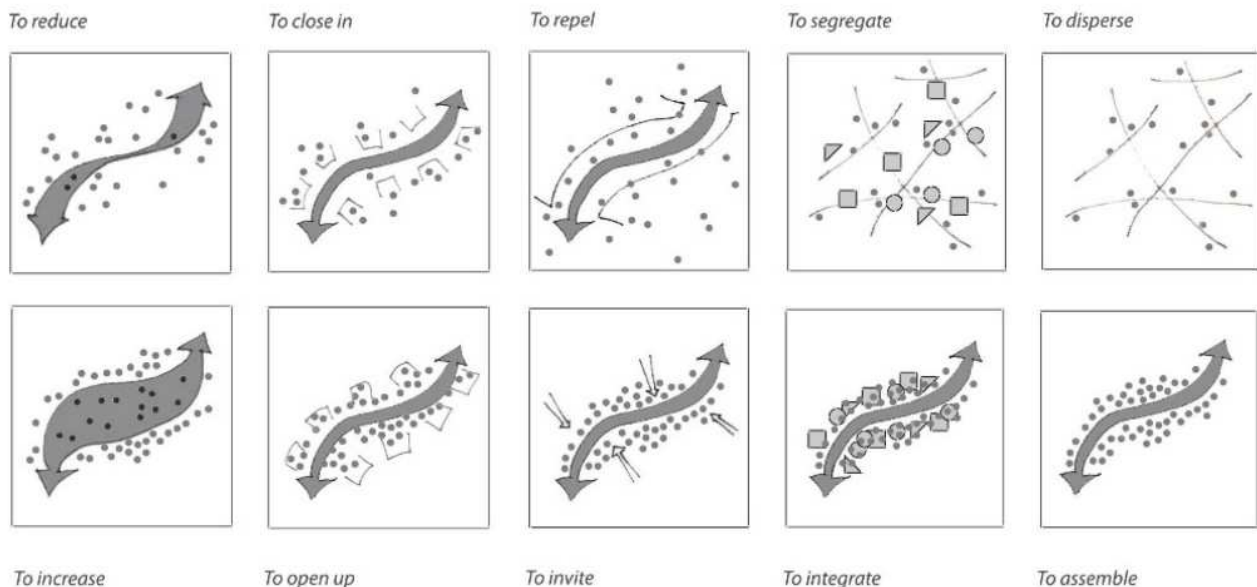 To reduce
To close in
To repel
To segregate
To disperse
To increase
To open up
To invite
To integrate
To assemble